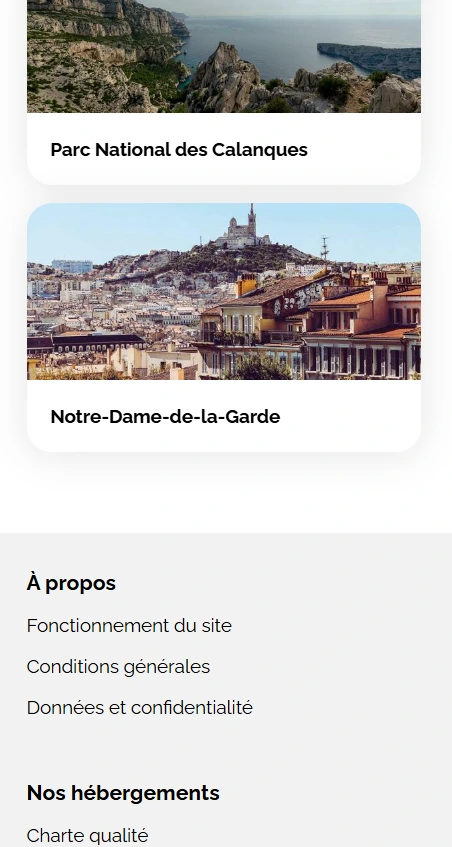 Parc National des Calanques
Notre-Dame-de-la-Garde
À propos
Fonctionnement du site
Conditions générales
Données et confidentialité
Nos hébergements
Charte qualité